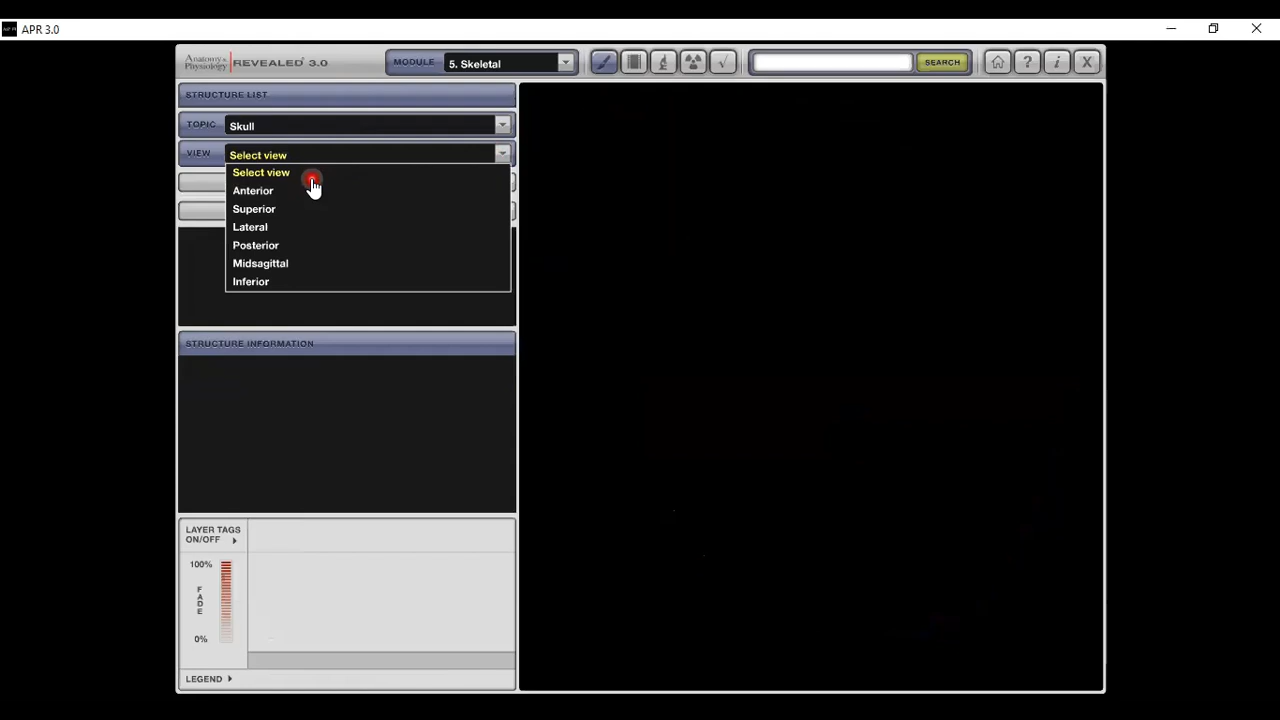 APR 3.0
Anatomy & Physiology REVEALED® 3.0
MODULE 5. Skeletal
SEARCH
? i X
STRUCTURE LIST
TOPIC Skull
VIEW Select view
Select view
Anterior
Superior
Lateral
Posterior
Midsagittal
Inferior
STRUCTURE INFORMATION
LAYER TAGS
ON/OFF
100%
FADE
0%
LEGEND